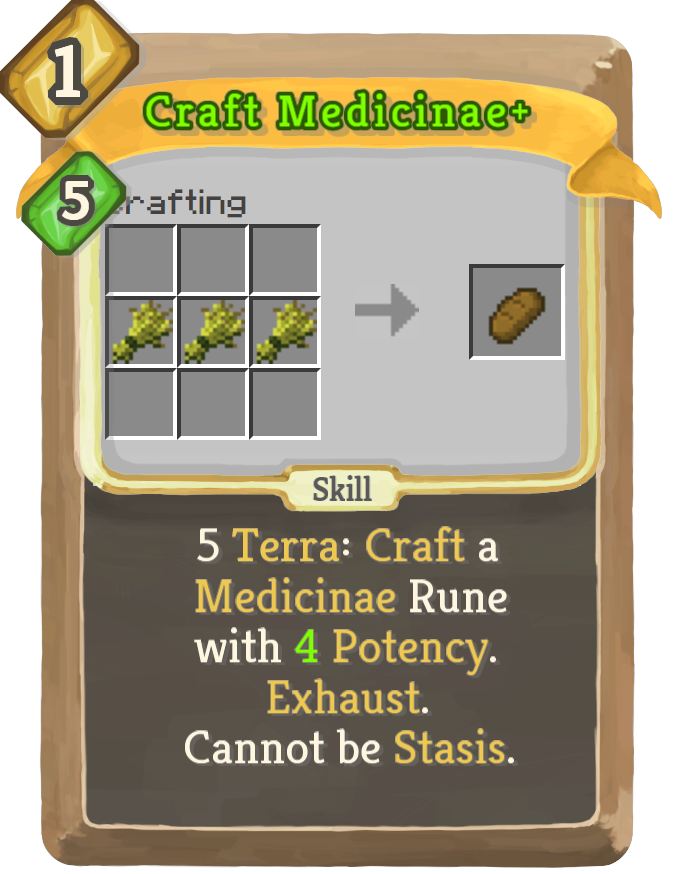 1
Craft Medicinae+
5
rafting
Skill
5 Terra: Craft a
Medicinae Rune
with 4 Potency.
Exhaust.
Cannot be Stasis.